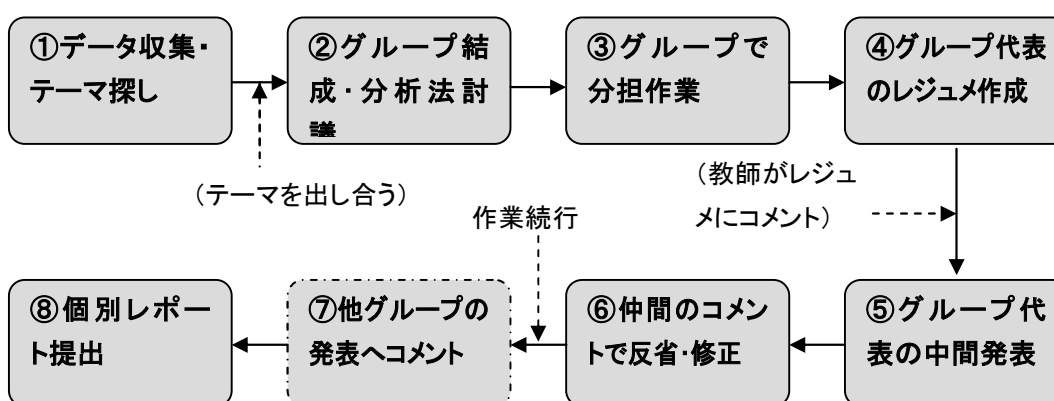 ①データ収集・
テーマ探し
②グループ結
成・分析法討
議
③グループで
分担作業
④グループ代表
のレジュメ作成
（テーマを出し合う）
（教師がレジュ
メにコメント）
作業続行
⑤グループ代
表の中間発表
⑥仲間のコメン
トで反省・修正
⑦他グループの
発表へコメント
⑧個別レポー
ト提出